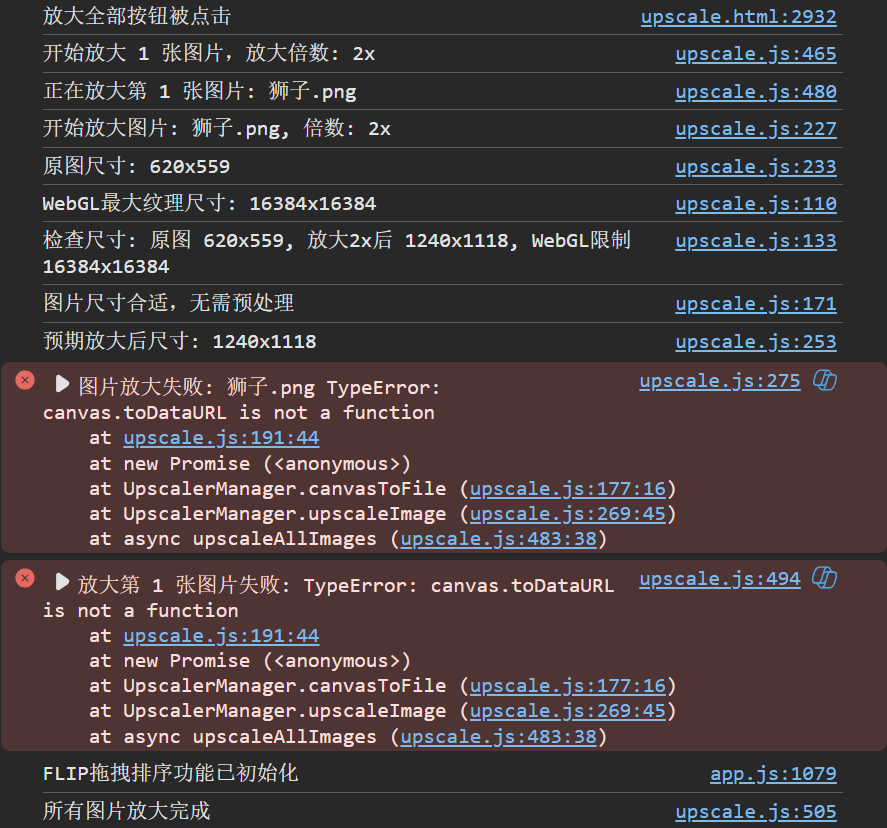 放大全部按钮被点击 upscale.html:2932
开始放大 1 张图片，放大倍数: 2x upscale.js:465
正在放大第 1 张图片: 狮子.png upscale.js:480
开始放大图片: 狮子.png, 倍数: 2x upscale.js:227
原图尺寸: 620x559 upscale.js:233
WebGL最大纹理尺寸: 16384x16384 upscale.js:110
检查尺寸: 原图 620x559, 放大2x后 1240x1118, WebGL限制 upscale.js:133
16384x16384
图片尺寸合适，无需预处理 upscale.js:171
预期放大后尺寸: 1240x1118 upscale.js:253
图片放大失败: 狮子.png TypeError: upscale.js:275
canvas.toDataURL is not a function
at upscale.js:191:44
at new Promise (<anonymous>)
at UpscalerManager.canvasToFile (upscale.js:177:16)
at UpscalerManager.upscaleImage (upscale.js:269:45)
at async upscaleAllImages (upscale.js:483:38)
放大第 1 张图片失败: TypeError: canvas.toDataURL upscale.js:494
is not a function
at upscale.js:191:44
at new Promise (<anonymous>)
at UpscalerManager.canvasToFile (upscale.js:177:16)
at UpscalerManager.upscaleImage (upscale.js:269:45)
at async upscaleAllImages (upscale.js:483:38)
FLIP拖拽排序功能已初始化 app.js:1079
所有图片放大完成 upscale.js:505